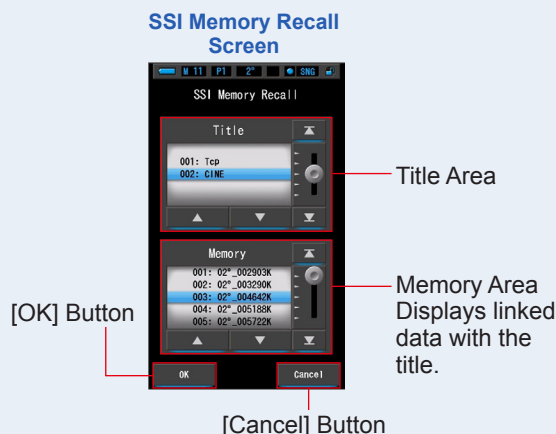 SSI Memory Recall
Screen
M 11 P1 2° SNG
SSI Memory Recall
Title
001: Tcp
002: CINE
Title Area
Memory
001: 02°_002903K
002: 02°_003290K
003: 02°_004642K
004: 02°_005188K
005: 02°_005722K
Memory Area
Displays linked
data with the
title.
[OK] Button
OK
Cancel
[Cancel] Button